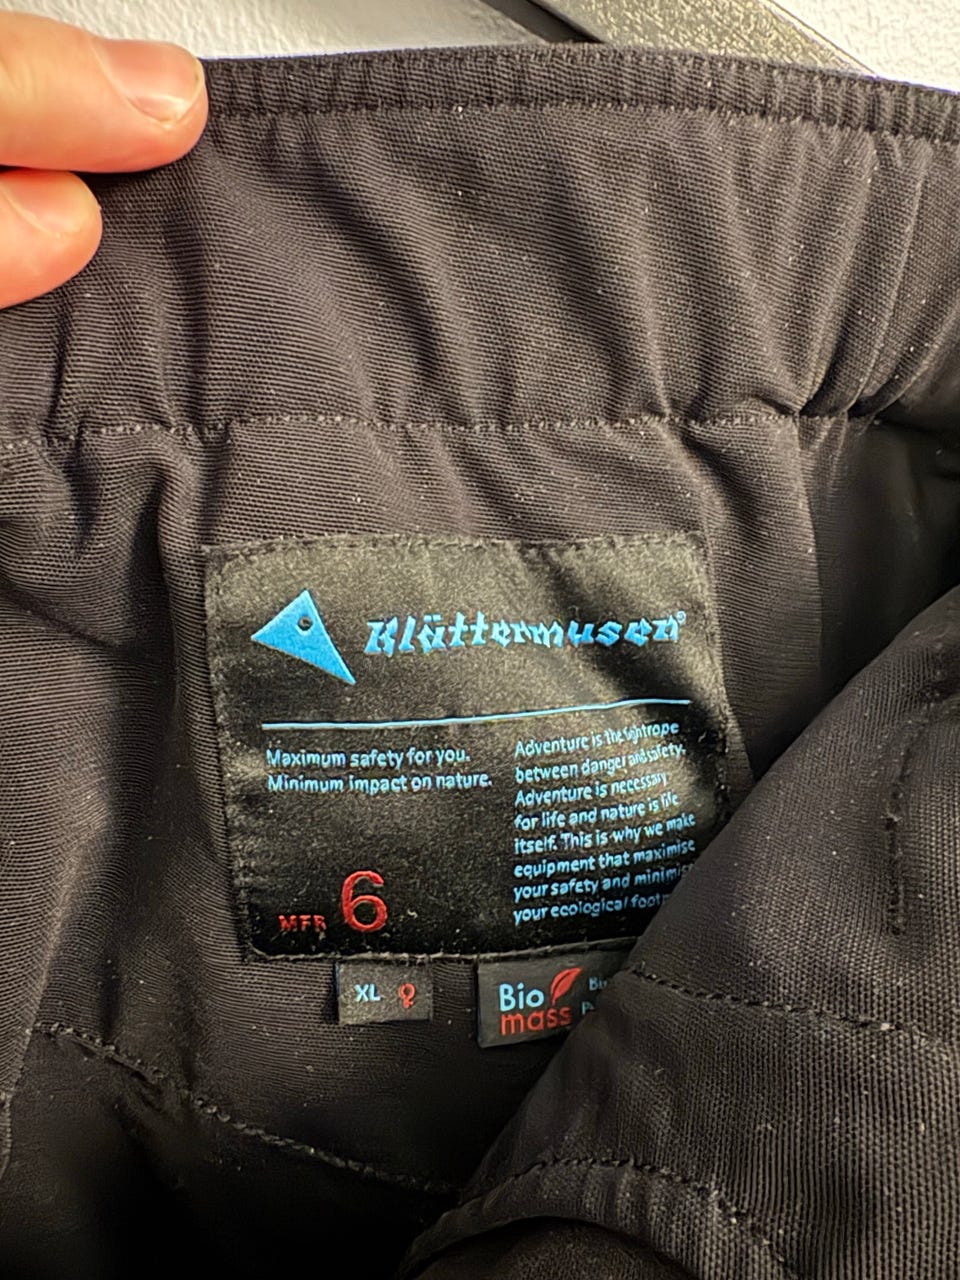 Klättermusen®
Maximum safety for you.
Minimum impact on nature.
Adventure is the tightrope
between danger and safety.
Adventure is necessary
for life and nature is life
itself. This is why we make
equipment that maximise
your safety and
your ecological
MFR 6
XL ♀
Bio
mass